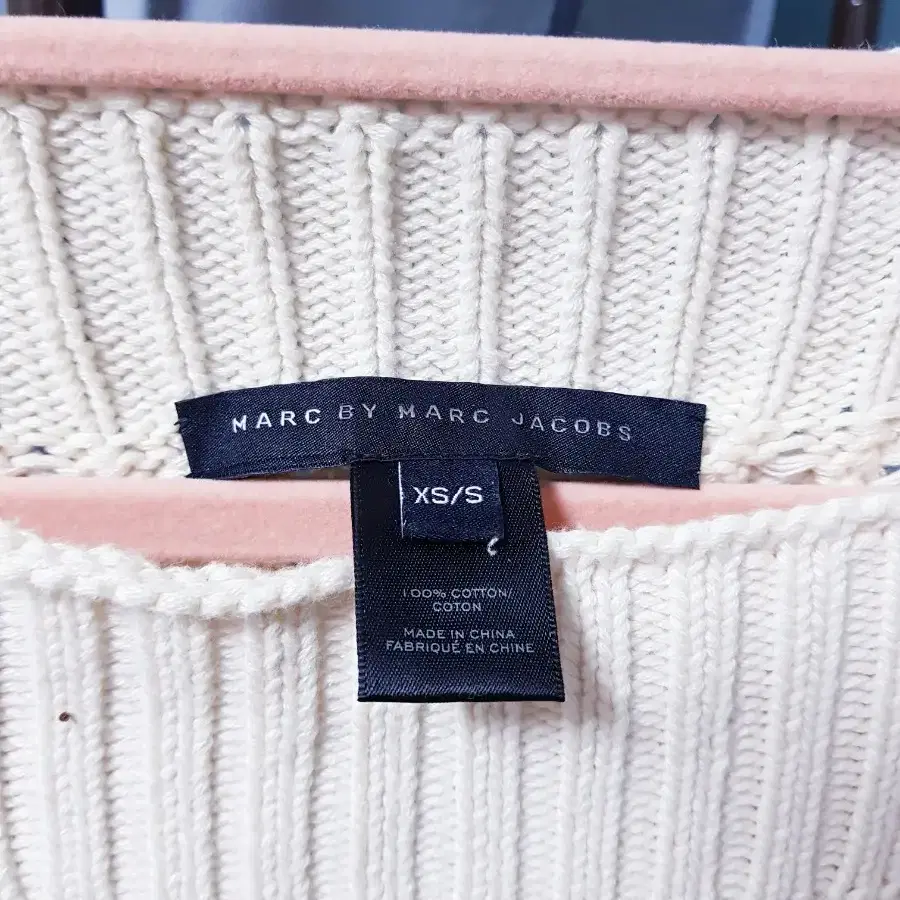 MARC BY MARC JACOBS
XS/S
100% COTTON/
COTON
MADE IN CHINA
FABRIQUÉ EN CHINE